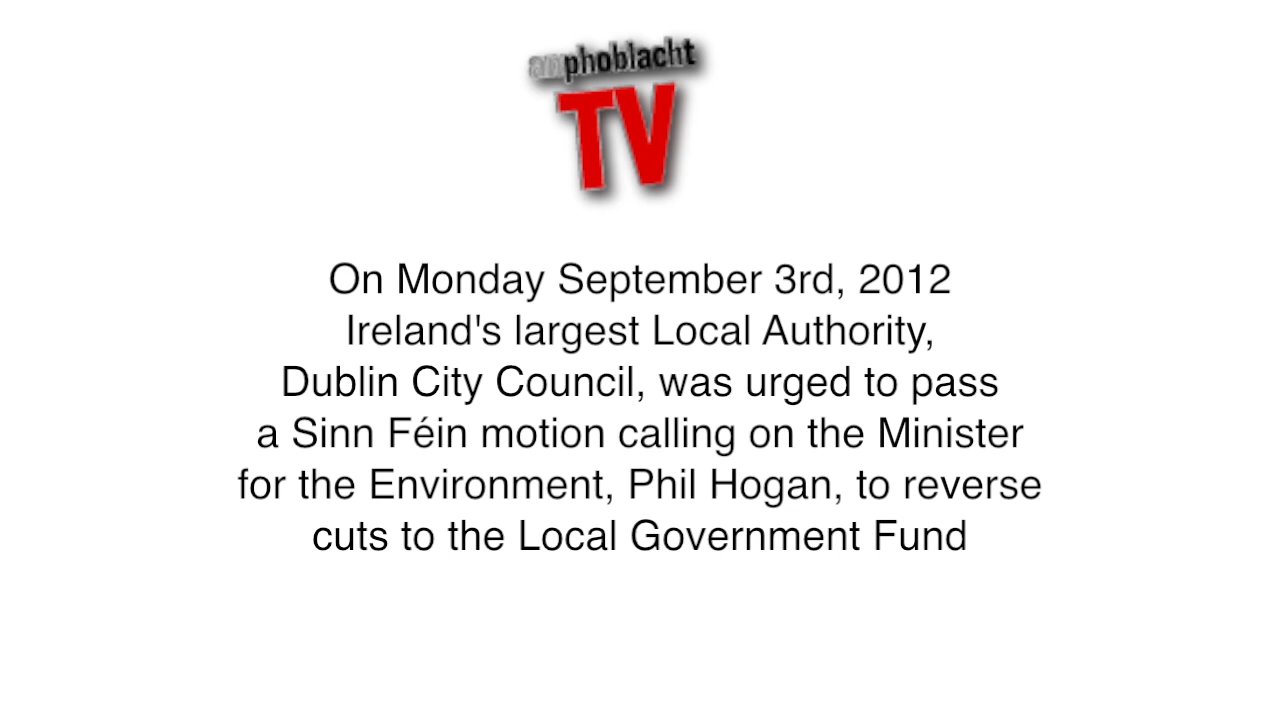 anphoblacht
TV
On Monday September 3rd, 2012
Ireland's largest Local Authority,
Dublin City Council, was urged to pass
a Sinn Féin motion calling on the Minister
for the Environment, Phil Hogan, to reverse
cuts to the Local Government Fund